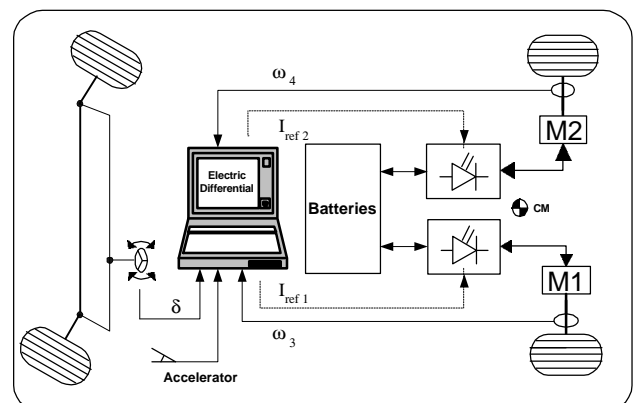 ω 4
I ref 2
M2
Electric
Differential
Batteries
CM
M1
I ref 1
δ
ω 3
Accelerator